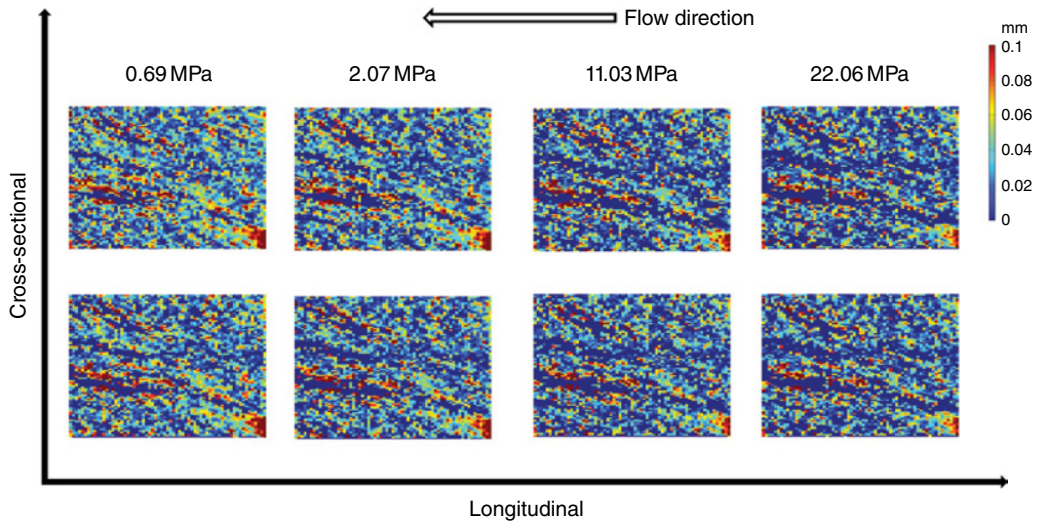 Flow direction
mm
0.69 MPa
2.07 MPa
11.03 MPa
22.06 MPa
0.1
0.08
0.06
0.04
0.02
0
Cross-sectional
Longitudinal